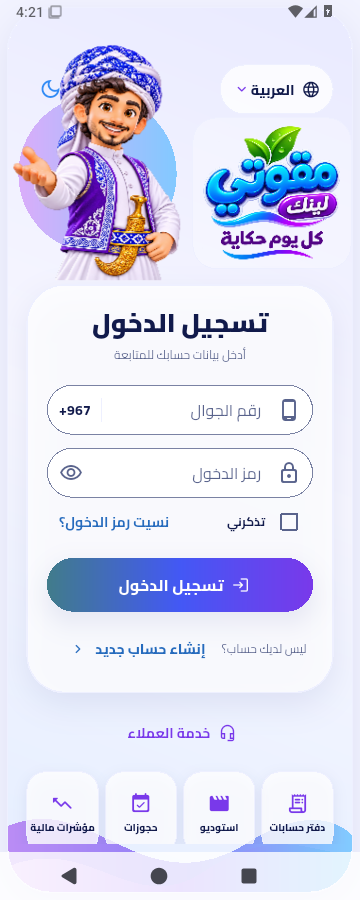 4:21
العربية
مقوتي
لينك
كل يوم حكاية
تسجيل الدخول
أدخل بيانات حسابك للمتابعة
رقم الجوال
+967
رمز الدخول
تذكرني
نسيت رمز الدخول؟
تسجيل الدخول
ليس لديك حساب؟ إنشاء حساب جديد
خدمة العملاء
دفتر حسابات
استوديو
حجوزات
مؤشرات مالية